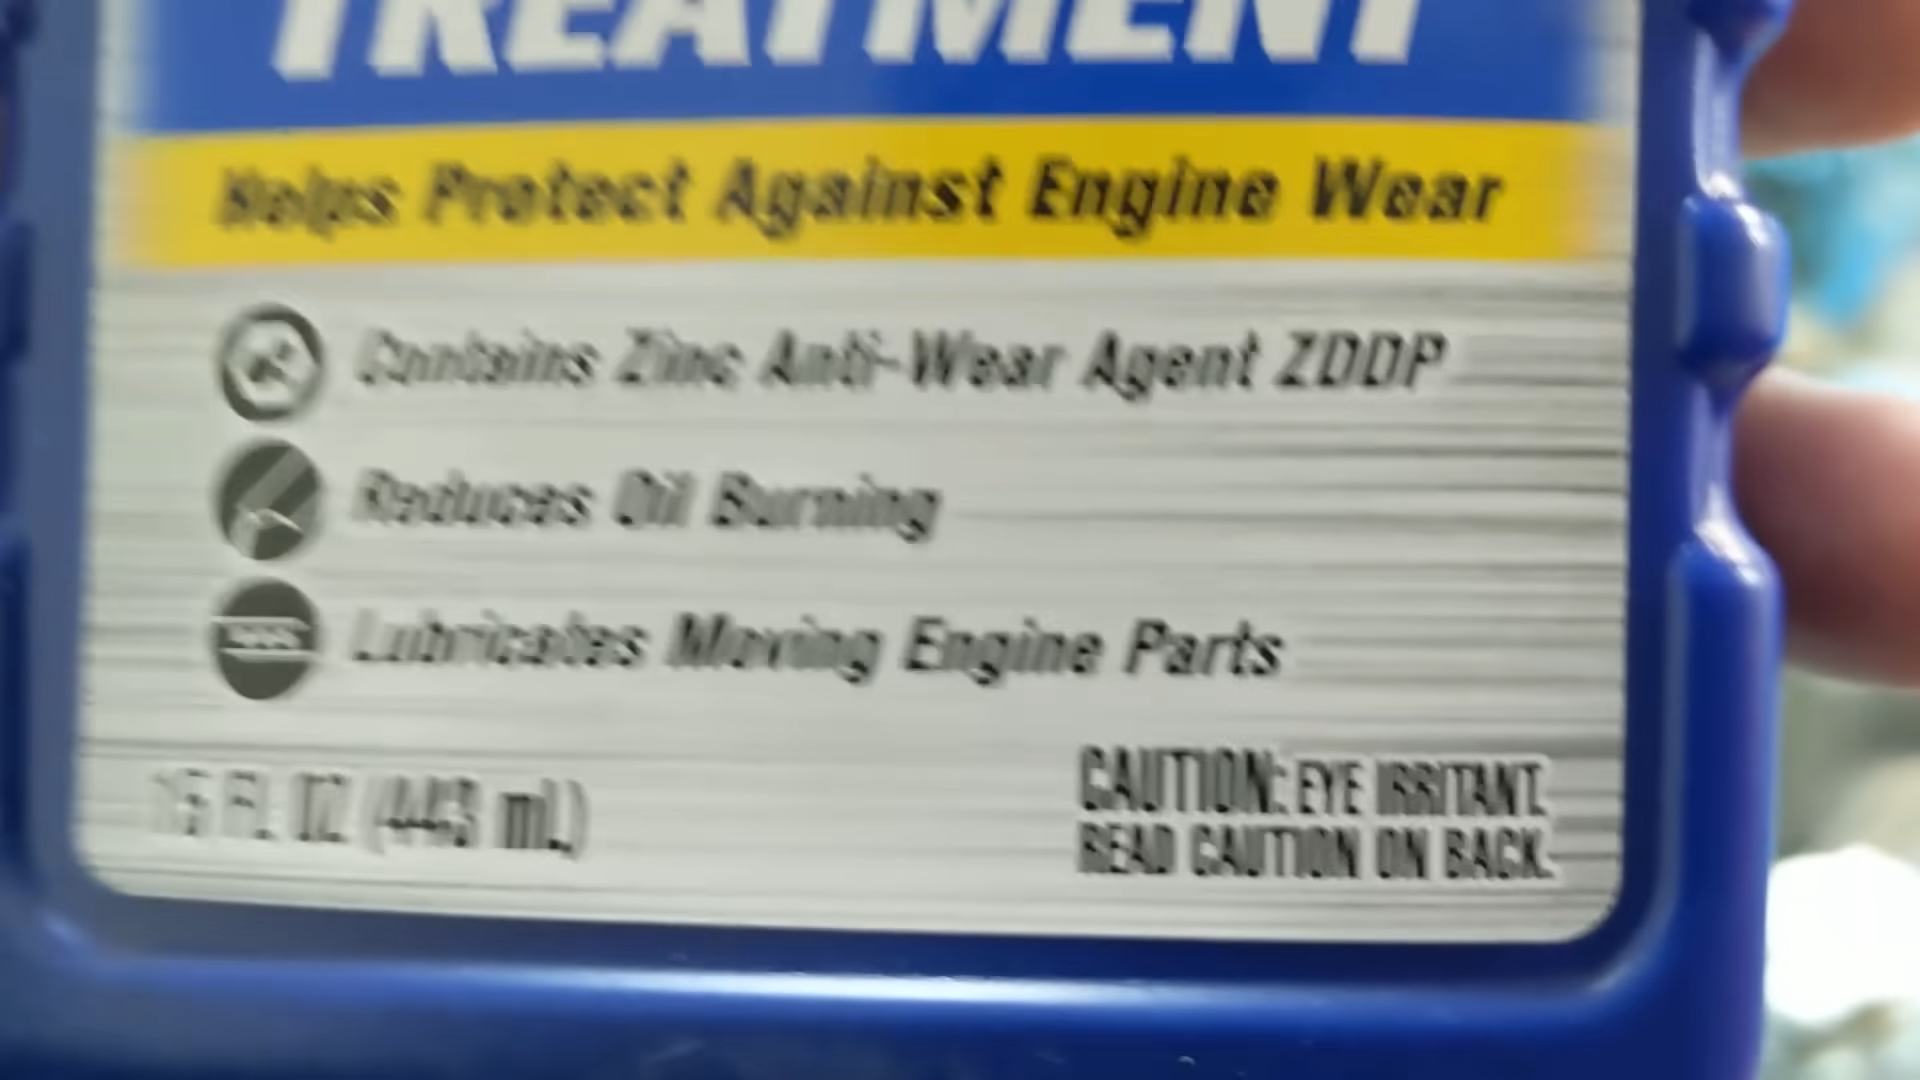 TREATMENT
Helps Protect Against Engine Wear
Contains Zinc Anti-Wear Agent ZDDP
Reduces Oil Burning
Lubricates Moving Engine Parts
15 FL OZ (443 mL)
CAUTION: EYE IRRITANT.
READ CAUTION ON BACK.